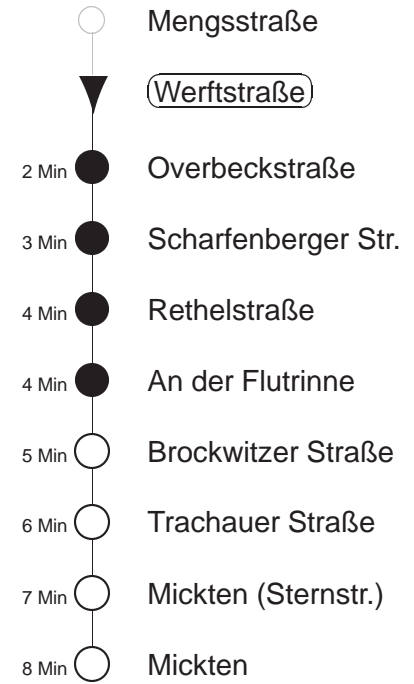 Mengsstraße
Werftstraße
2 Min Overbeckstraße
3 Min Scharfenberger Str.
4 Min Rethelstraße
4 Min An der Flutrinne
5 Min Brockwitzer Straße
6 Min Trachauer Straße
7 Min Mickten (Sternstr.)
8 Min Mickten